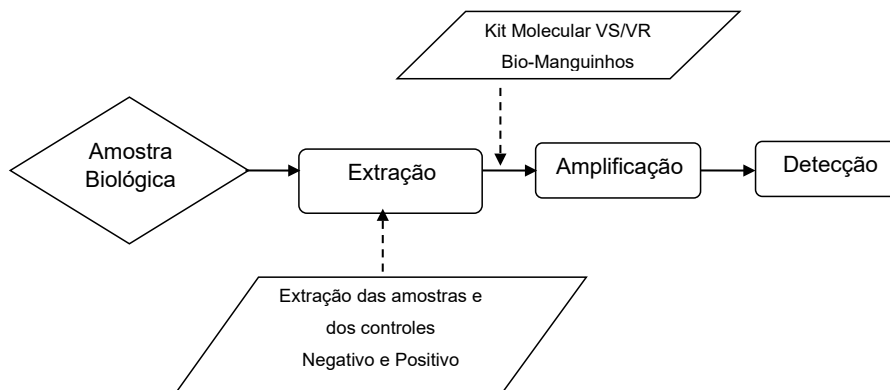 Kit Molecular VS/VR
Bio-Manguinhos
Amostra
Biológica
Extração
Amplificação
Detecção
Extração das amostras e
dos controles
Negativo e Positivo